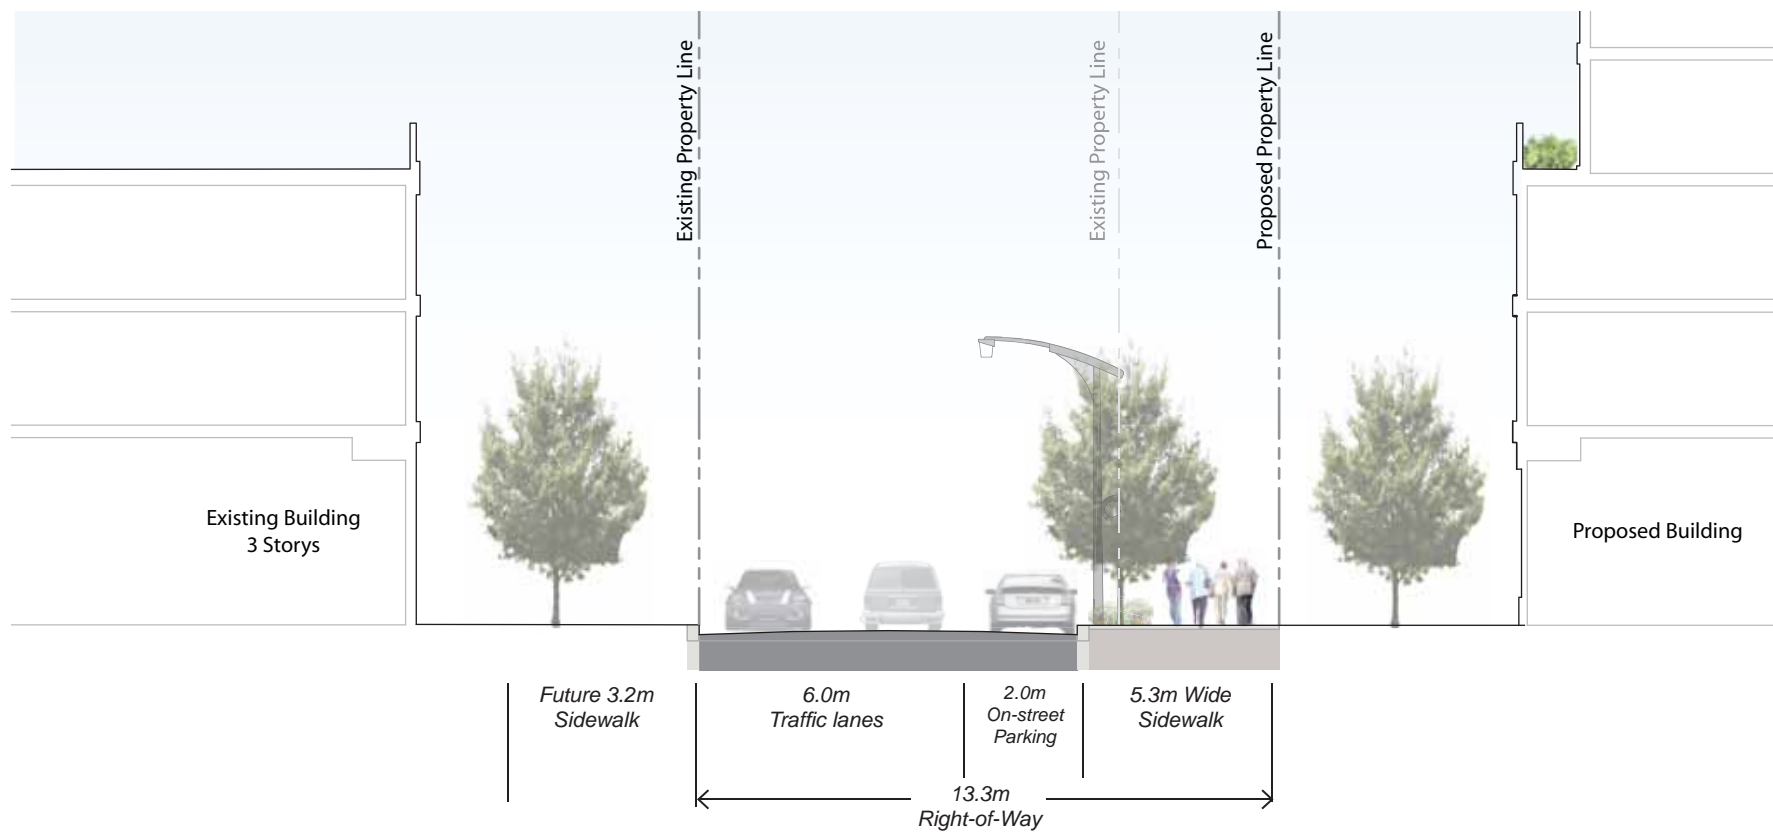 Existing Property Line
Existing Property Line
Proposed Property Line
Existing Building
3 Storys
Proposed Building
Future 3.2m
Sidewalk
6.0m
Traffic lanes
2.0m
On-street
Parking
5.3m Wide
Sidewalk
13.3m
Right-of-Way